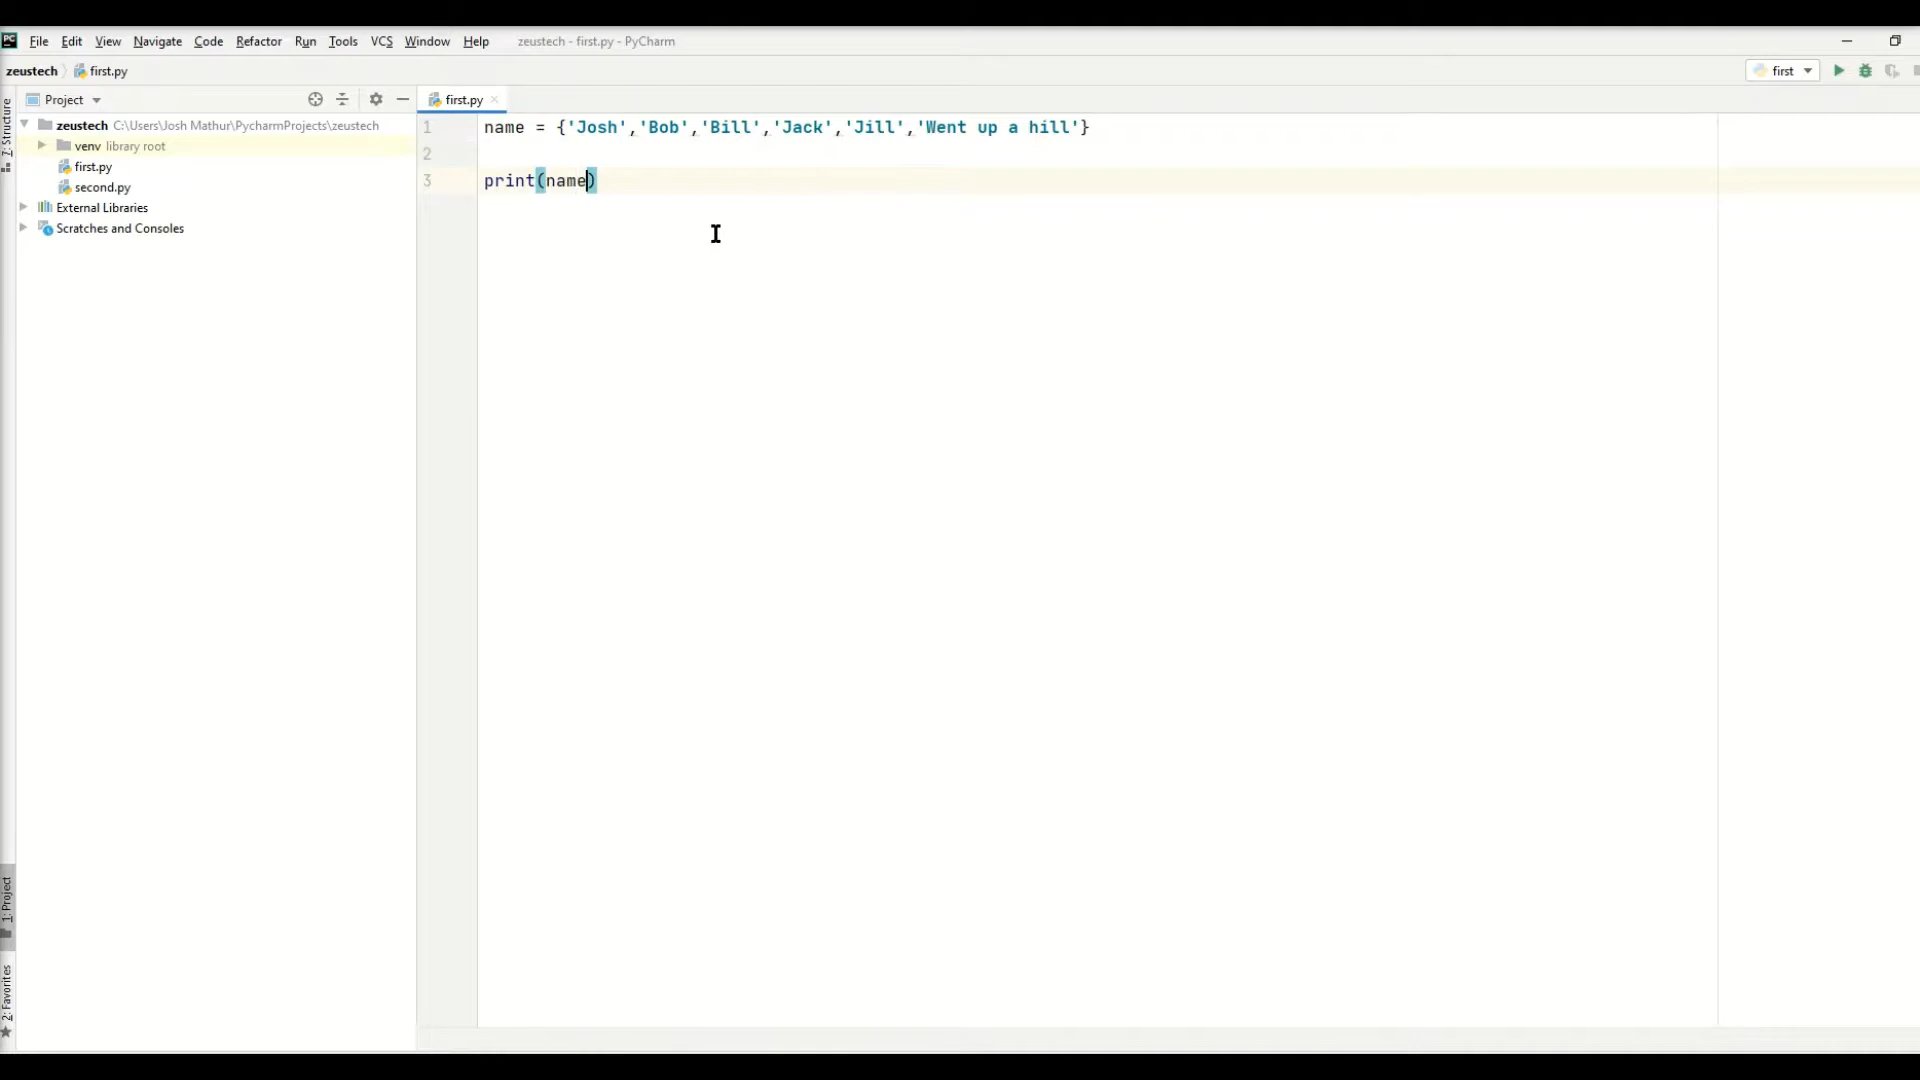 PC File Edit View Navigate Code Refactor Run Tools VCS Window Help zeustech - first.py - PyCharm
zeustech first.py first
Project first.py
zeustech C:\Users\Josh Mathur\PycharmProjects\zeustech
venv library root
first.py
second.py
External Libraries
Scratches and Consoles
1 name = {'Josh','Bob','Bill','Jack','Jill','Went up a hill'}
2
3 print(name)
Z: Structure
1: Project
2: Favorites